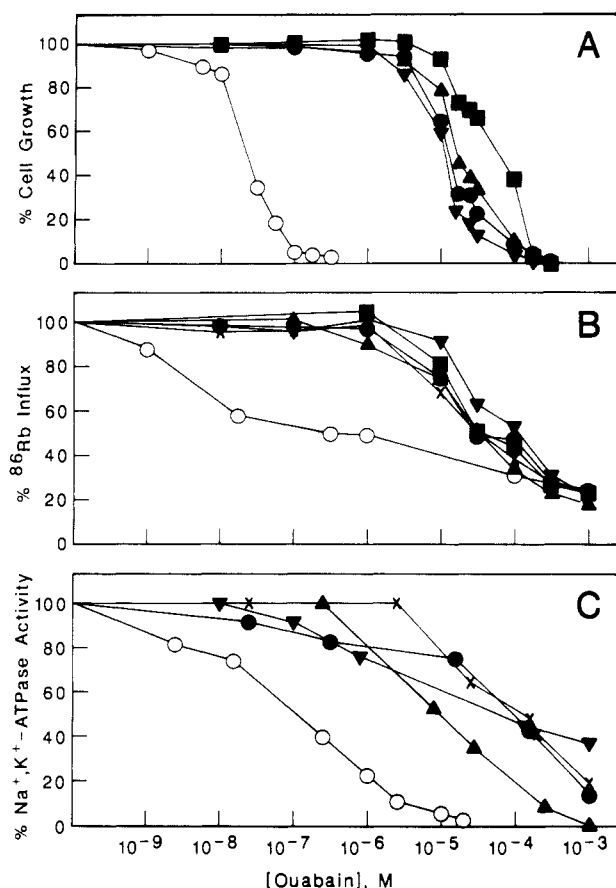 A
% Cell Growth
100
80
60
40
20
0
B
% ⁸⁶Rb Influx
100
80
60
40
20
0
C
% Na⁺,K⁺-ATPase Activity
100
80
60
40
20
0
10⁻⁹ 10⁻⁸ 10⁻⁷ 10⁻⁶ 10⁻⁵ 10⁻⁴ 10⁻³
[Ouabain], M